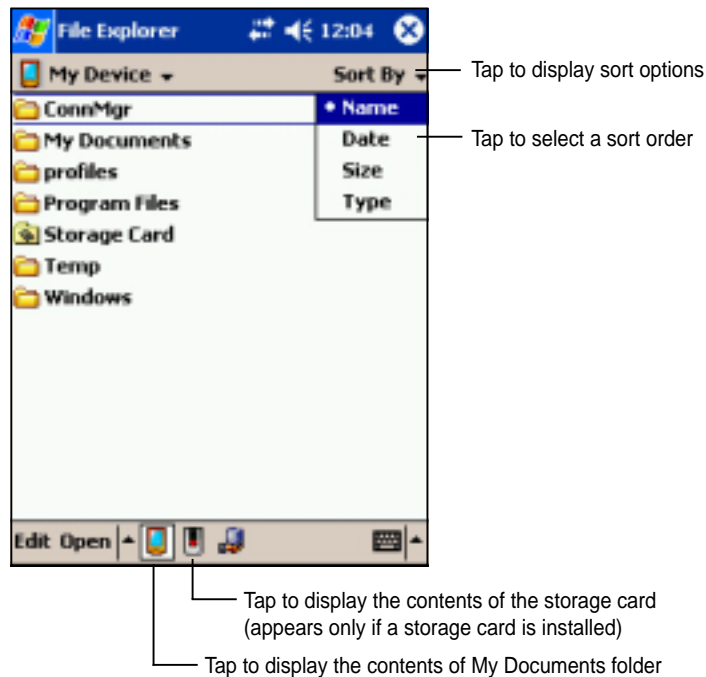 File Explorer 12:04
My Device Sort By
Tap to display sort options
ConnMgr
Name
My Documents
Date
Tap to select a sort order
profiles
Size
Program Files
Type
Storage Card
Temp
Windows
Edit Open
Tap to display the contents of the storage card
(appears only if a storage card is installed)
Tap to display the contents of My Documents folder